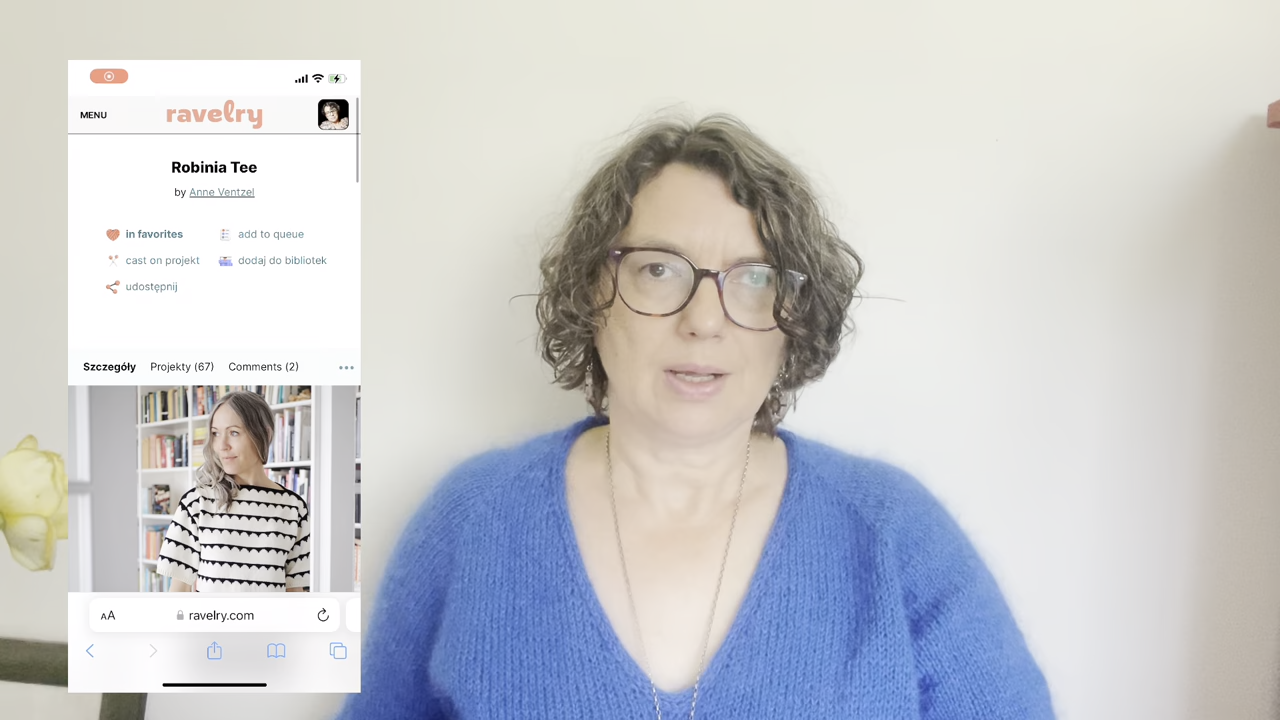 MENU
ravelry
Robinia Tee
by Anne Ventzel
in favorites
add to queue
cast on projekt
dodaj do bibliotek
udostępnij
Szczegóły Projekty (67) Comments (2)
AA ravelry.com